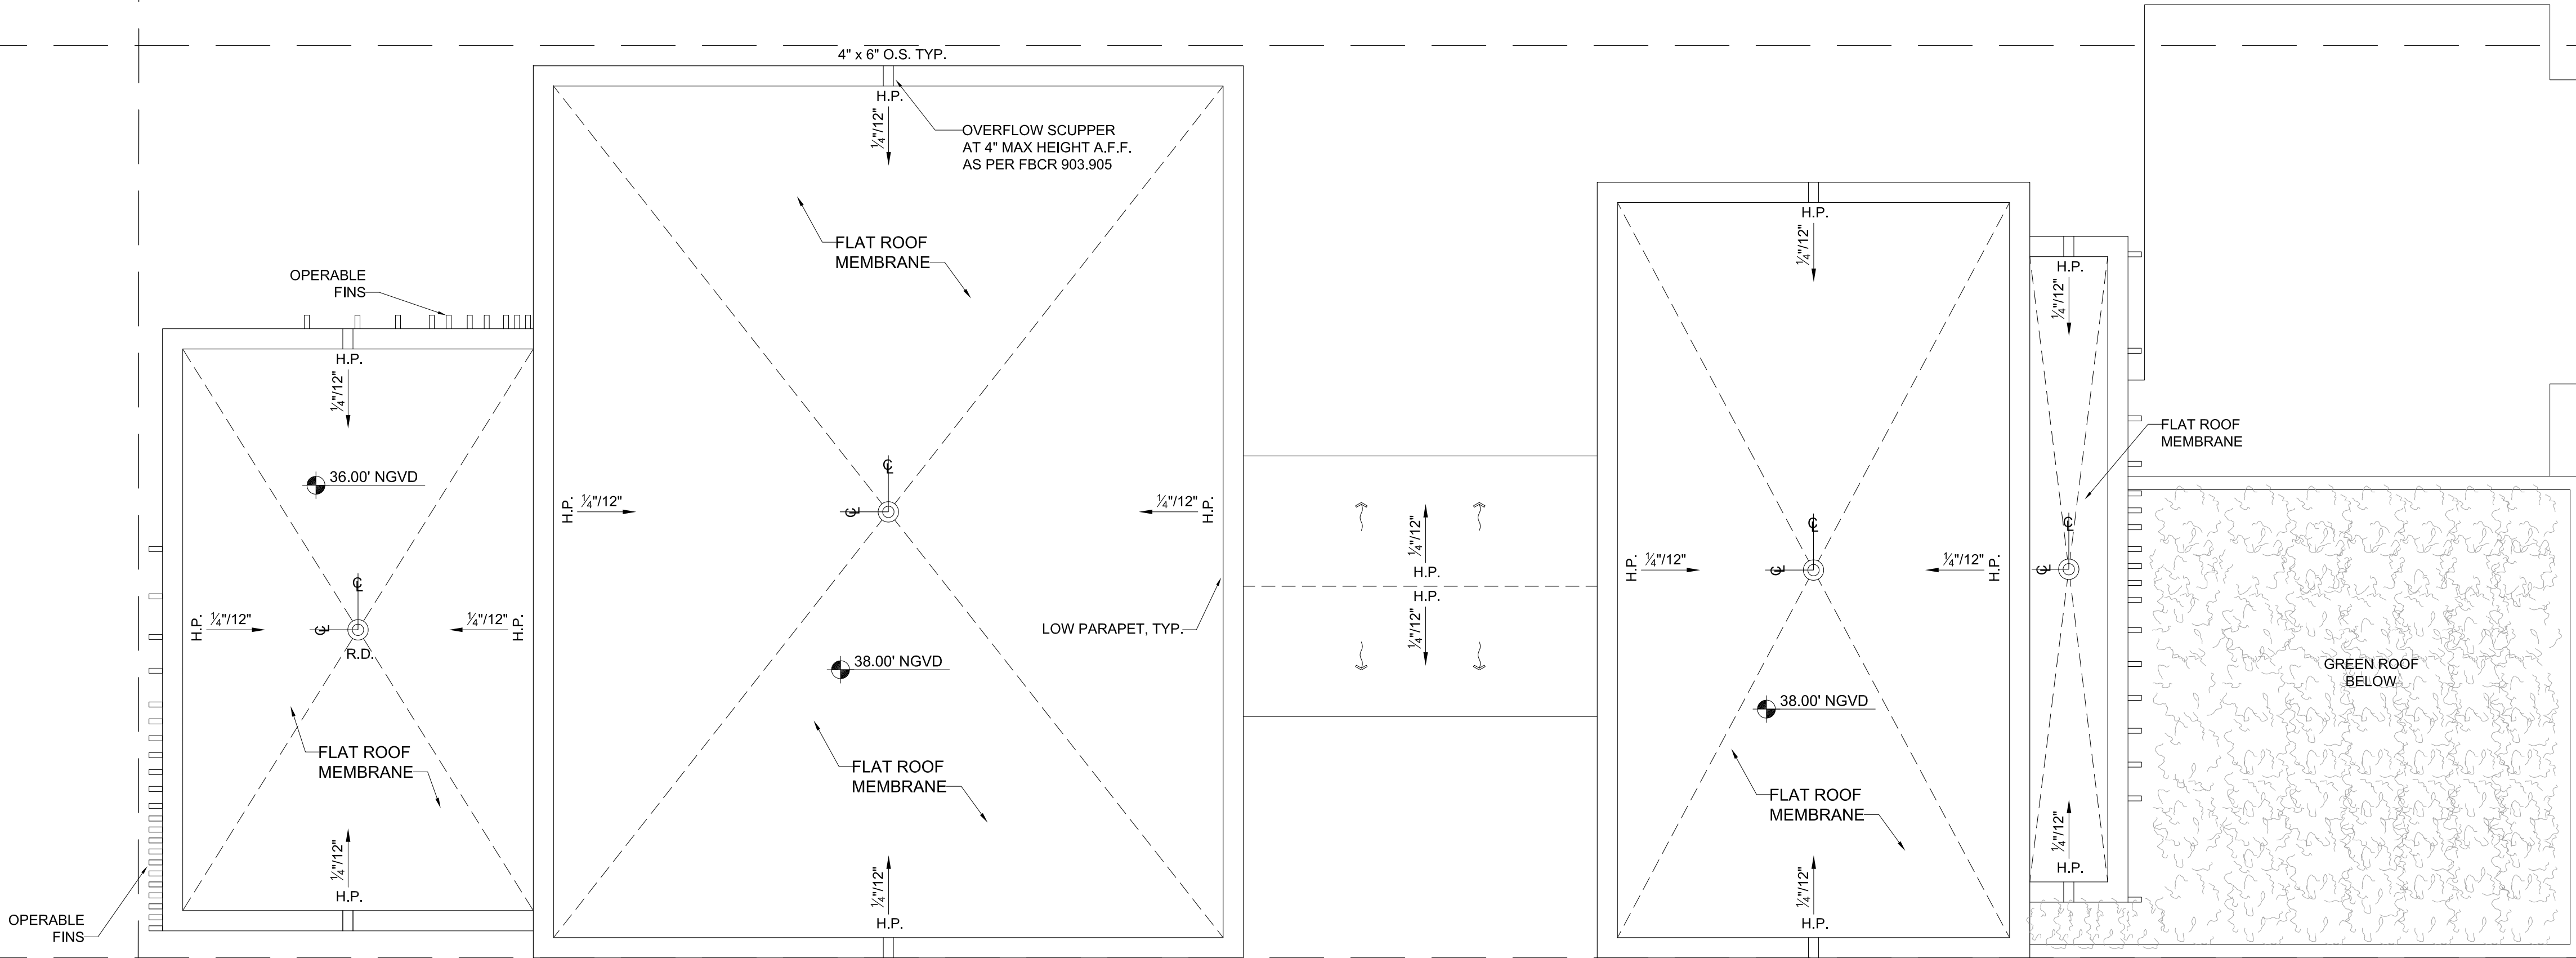 4" x 6" O.S. TYP.
H.P.
¼"/12"
OVERFLOW SCUPPER
AT 4" MAX HEIGHT A.F.F.
AS PER FBCR 903.905
FLAT ROOF
MEMBRANE
H.P.
¼"/12"
¼"/12"
H.P.
℄
℄
LOW PARAPET, TYP.
38.00' NGVD
FLAT ROOF
MEMBRANE
¼"/12"
H.P.
OPERABLE
FINS
H.P.
¼"/12"
36.00' NGVD
℄
℄
R.D.
H.P.
¼"/12"
¼"/12"
H.P.
FLAT ROOF
MEMBRANE
¼"/12"
H.P.
OPERABLE
FINS
¼"/12"
H.P.
H.P.
¼"/12"
H.P.
¼"/12"
℄
℄
H.P.
¼"/12"
¼"/12"
H.P.
38.00' NGVD
FLAT ROOF
MEMBRANE
¼"/12"
H.P.
H.P.
¼"/12"
FLAT ROOF
MEMBRANE
℄
℄
¼"/12"
H.P.
GREEN ROOF
BELOW